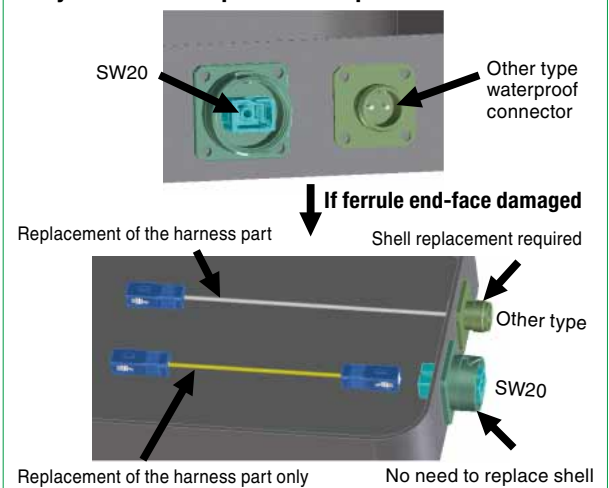 SW20
Other type
waterproof
connector
If ferrule end-face damaged
Replacement of the harness part
Shell replacement required
Other type
SW20
Replacement of the harness part only
No need to replace shell